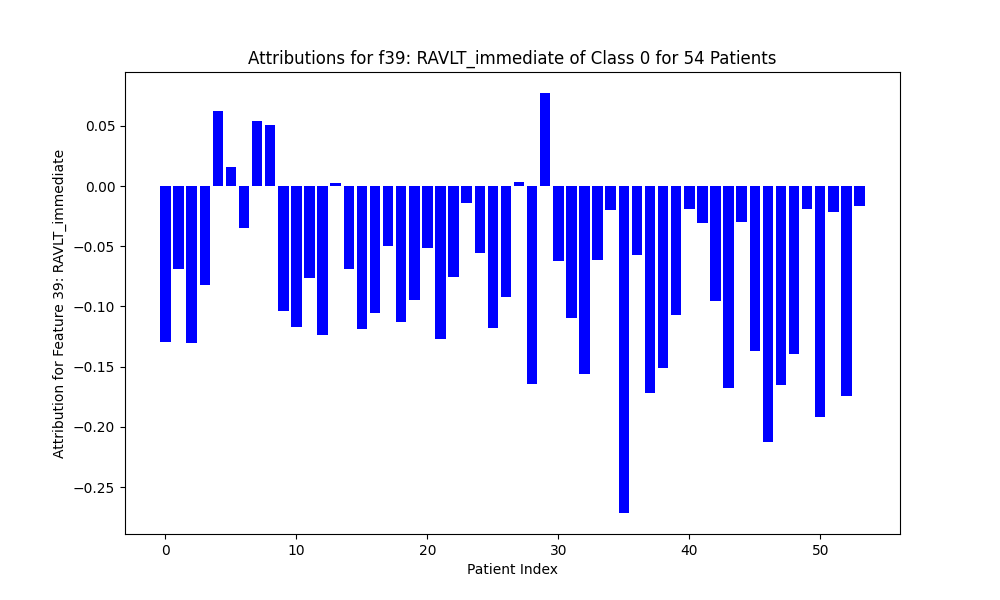 Attributions for f39: RAVLT_immediate of Class 0 for 54 Patients
Attribution for Feature 39: RAVLT_immediate
0.05
0.00
−0.05
−0.10
−0.15
−0.20
−0.25
0 10 20 30 40 50
Patient Index